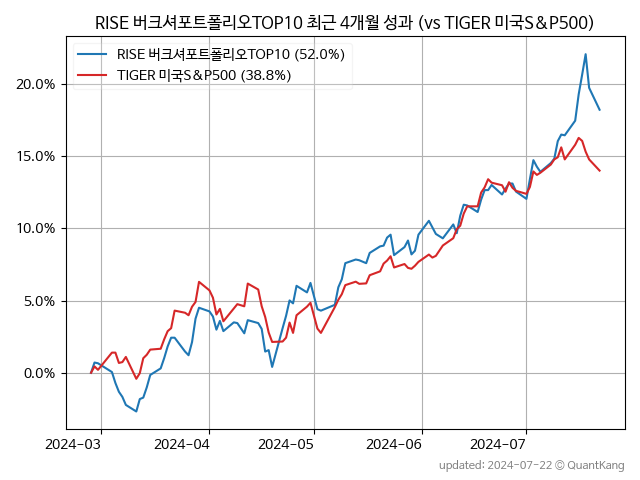 RISE 버크셔포트폴리오TOP10 최근 4개월 성과 (vs TIGER 미국S&P500)
RISE 버크셔포트폴리오TOP10 (52.0%)
TIGER 미국S&P500 (38.8%)
20.0%
15.0%
10.0%
5.0%
0.0%
2024-03 2024-04 2024-05 2024-06 2024-07
updated: 2024-07-22 © QuantKang